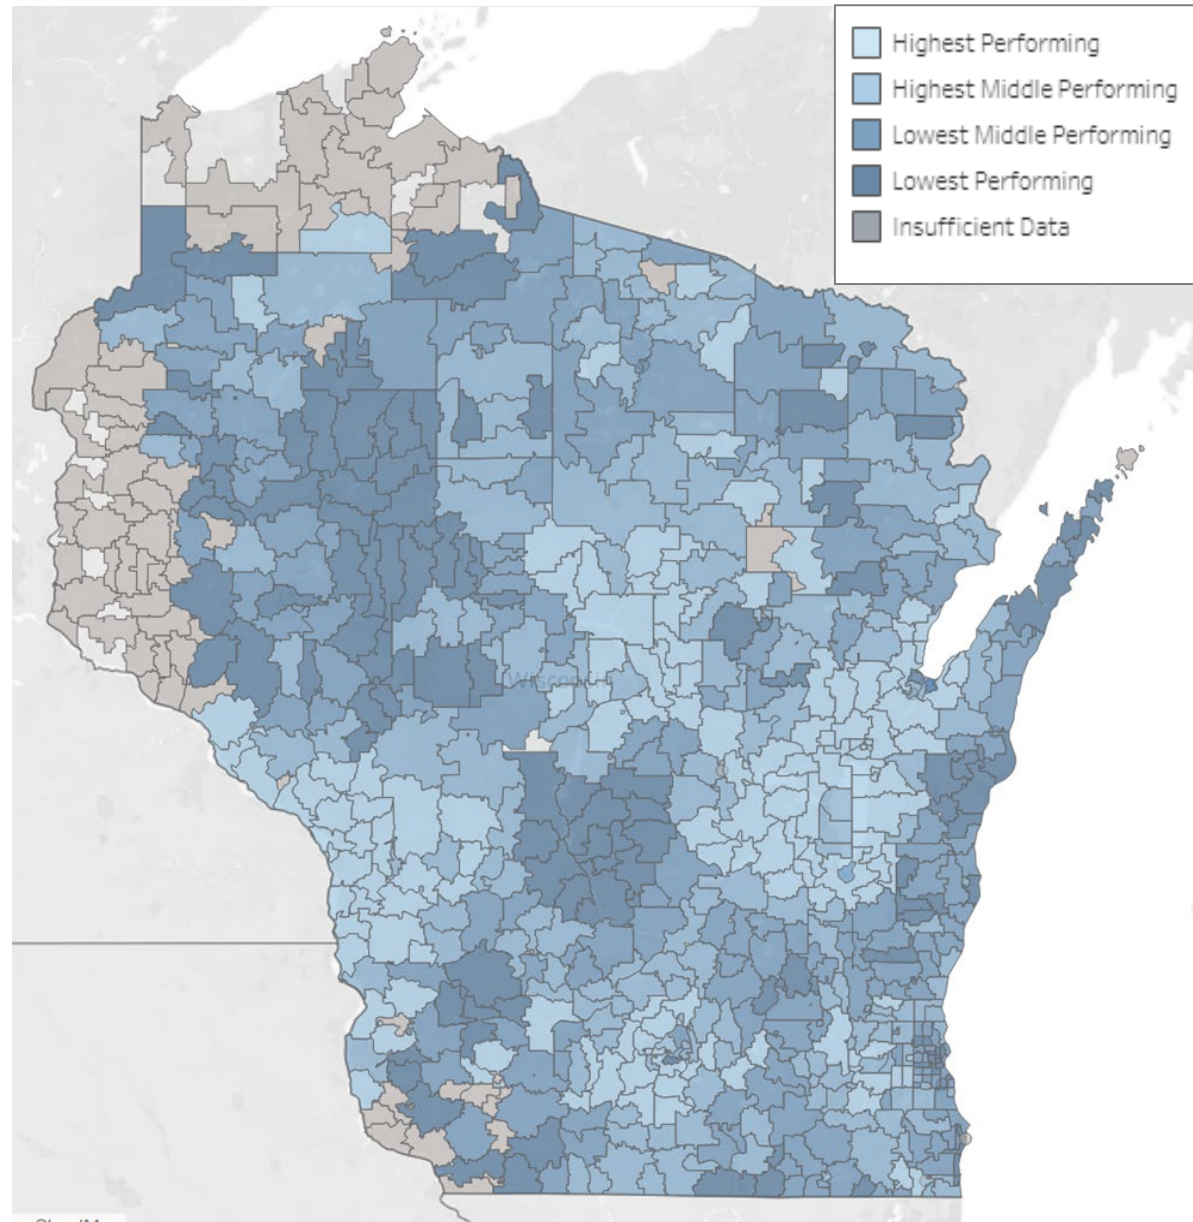 Highest Performing
Highest Middle Performing
Lowest Middle Performing
Lowest Performing
Insufficient Data